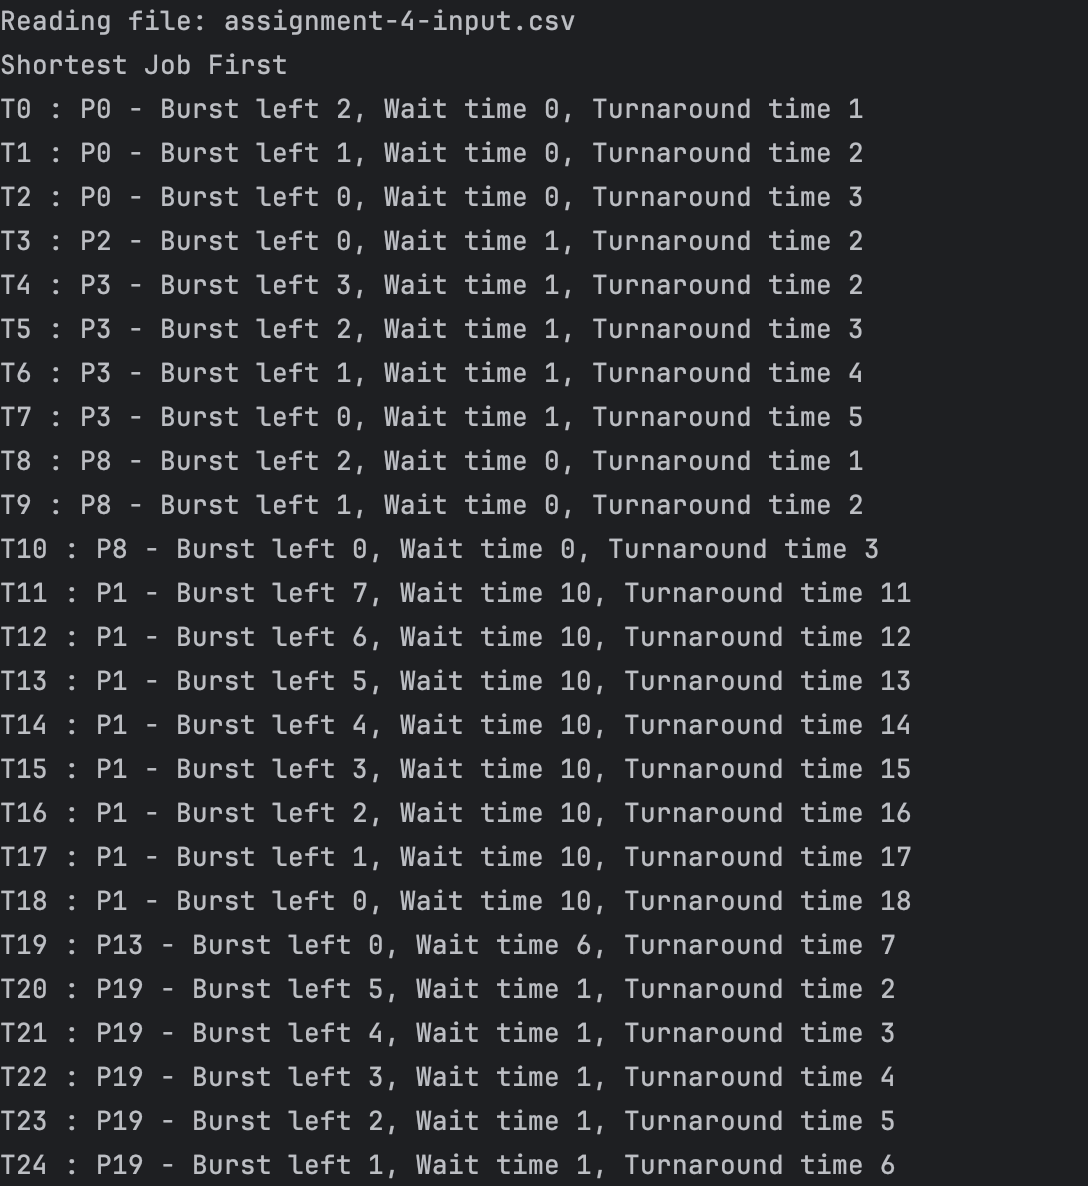 Reading file: assignment-4-input.csv
Shortest Job First
T0 : P0 - Burst left 2, Wait time 0, Turnaround time 1
T1 : P0 - Burst left 1, Wait time 0, Turnaround time 2
T2 : P0 - Burst left 0, Wait time 0, Turnaround time 3
T3 : P2 - Burst left 0, Wait time 1, Turnaround time 2
T4 : P3 - Burst left 3, Wait time 1, Turnaround time 2
T5 : P3 - Burst left 2, Wait time 1, Turnaround time 3
T6 : P3 - Burst left 1, Wait time 1, Turnaround time 4
T7 : P3 - Burst left 0, Wait time 1, Turnaround time 5
T8 : P8 - Burst left 2, Wait time 0, Turnaround time 1
T9 : P8 - Burst left 1, Wait time 0, Turnaround time 2
T10 : P8 - Burst left 0, Wait time 0, Turnaround time 3
T11 : P1 - Burst left 7, Wait time 10, Turnaround time 11
T12 : P1 - Burst left 6, Wait time 10, Turnaround time 12
T13 : P1 - Burst left 5, Wait time 10, Turnaround time 13
T14 : P1 - Burst left 4, Wait time 10, Turnaround time 14
T15 : P1 - Burst left 3, Wait time 10, Turnaround time 15
T16 : P1 - Burst left 2, Wait time 10, Turnaround time 16
T17 : P1 - Burst left 1, Wait time 10, Turnaround time 17
T18 : P1 - Burst left 0, Wait time 10, Turnaround time 18
T19 : P13 - Burst left 0, Wait time 6, Turnaround time 7
T20 : P19 - Burst left 5, Wait time 1, Turnaround time 2
T21 : P19 - Burst left 4, Wait time 1, Turnaround time 3
T22 : P19 - Burst left 3, Wait time 1, Turnaround time 4
T23 : P19 - Burst left 2, Wait time 1, Turnaround time 5
T24 : P19 - Burst left 1, Wait time 1, Turnaround time 6